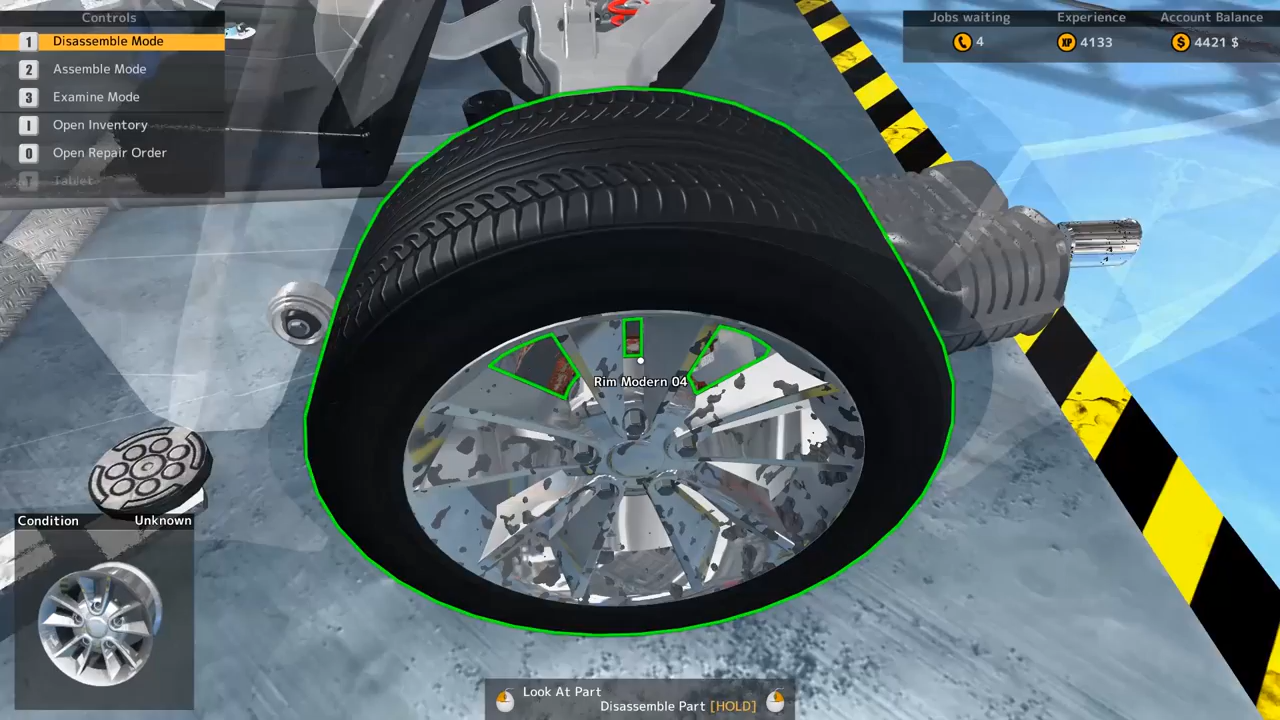 Controls
1 Disassemble Mode
2 Assemble Mode
3 Examine Mode
I Open Inventory
O Open Repair Order
T Tablet
Jobs waiting Experience Account Balance
4 XP 4133 $ 4421 $
Rim Modern 04
Condition Unknown
Look At Part
Disassemble Part [HOLD]